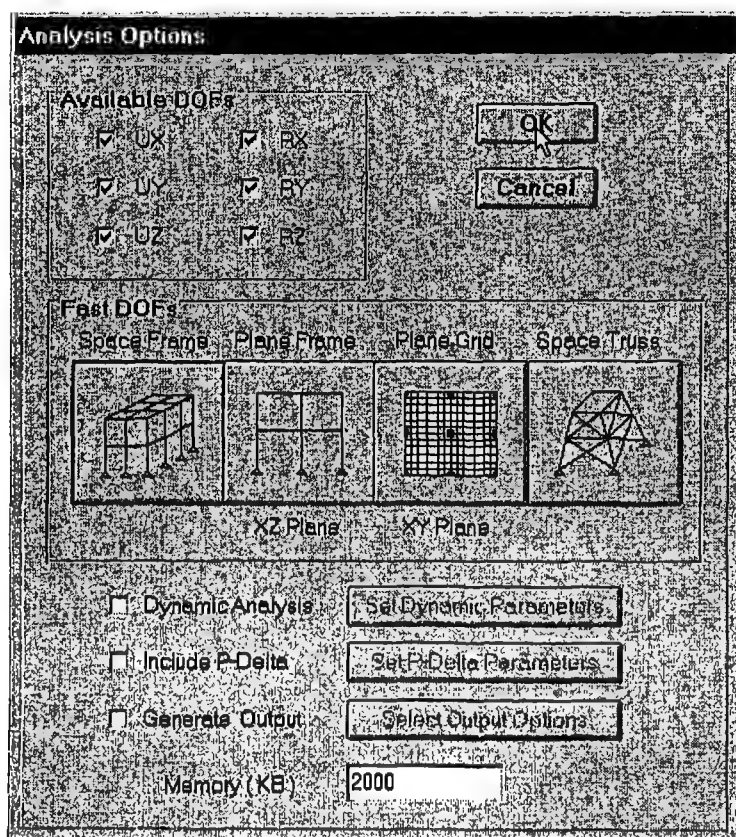 Analysis Options
Available DOFs
UX RX
UY RY
UZ RZ
OK
Cancel
Fast DOFs
Space Frame Plane Frame Plane Grid Space Truss
XZ Plane XY Plane
Dynamic Analysis Set Dynamic Parameters
Include P-Delta Set P-Delta Parameters
Generate Output Select Output Options
Memory (KB) 2000